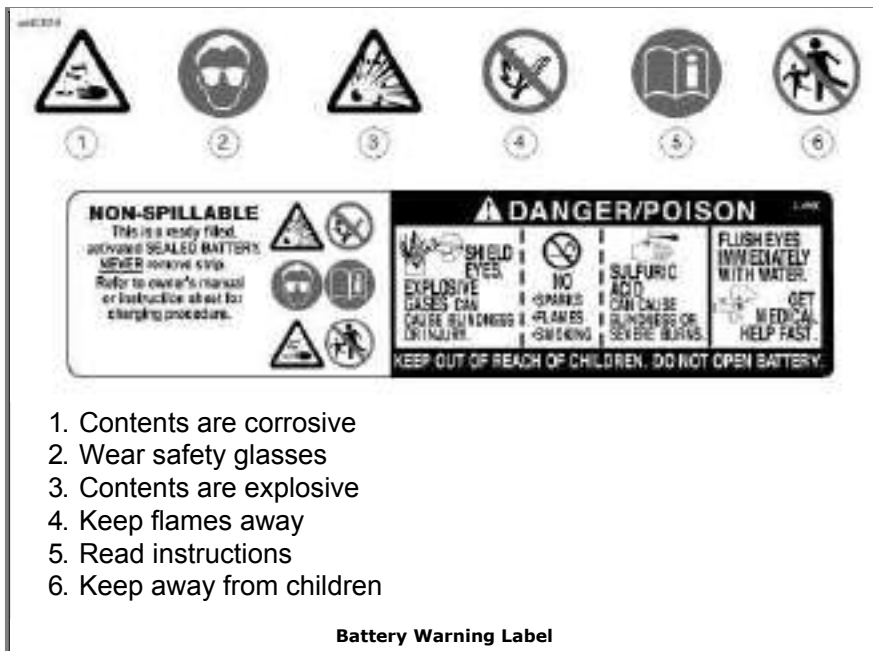 1
2
3
4
5
6
NON-SPILLABLE
This is a ready filled,
activated SEALED BATTERY.
NEVER remove strip.
Refer to owner's manual
or instruction sheet for
charging procedure.
DANGER/POISON
SHIELD
EYES.
EXPLOSIVE
GASES CAN
CAUSE BLINDNESS
OR INJURY.
NO
•SPARKS
•FLAMES
•SMOKING
SULFURIC
ACID
CAN CAUSE
BLINDNESS OR
SEVERE BURNS.
FLUSH EYES
IMMEDIATELY
WITH WATER.
GET
MEDICAL
HELP FAST.
KEEP OUT OF REACH OF CHILDREN. DO NOT OPEN BATTERY.
1. Contents are corrosive
2. Wear safety glasses
3. Contents are explosive
4. Keep flames away
5. Read instructions
6. Keep away from children
Battery Warning Label